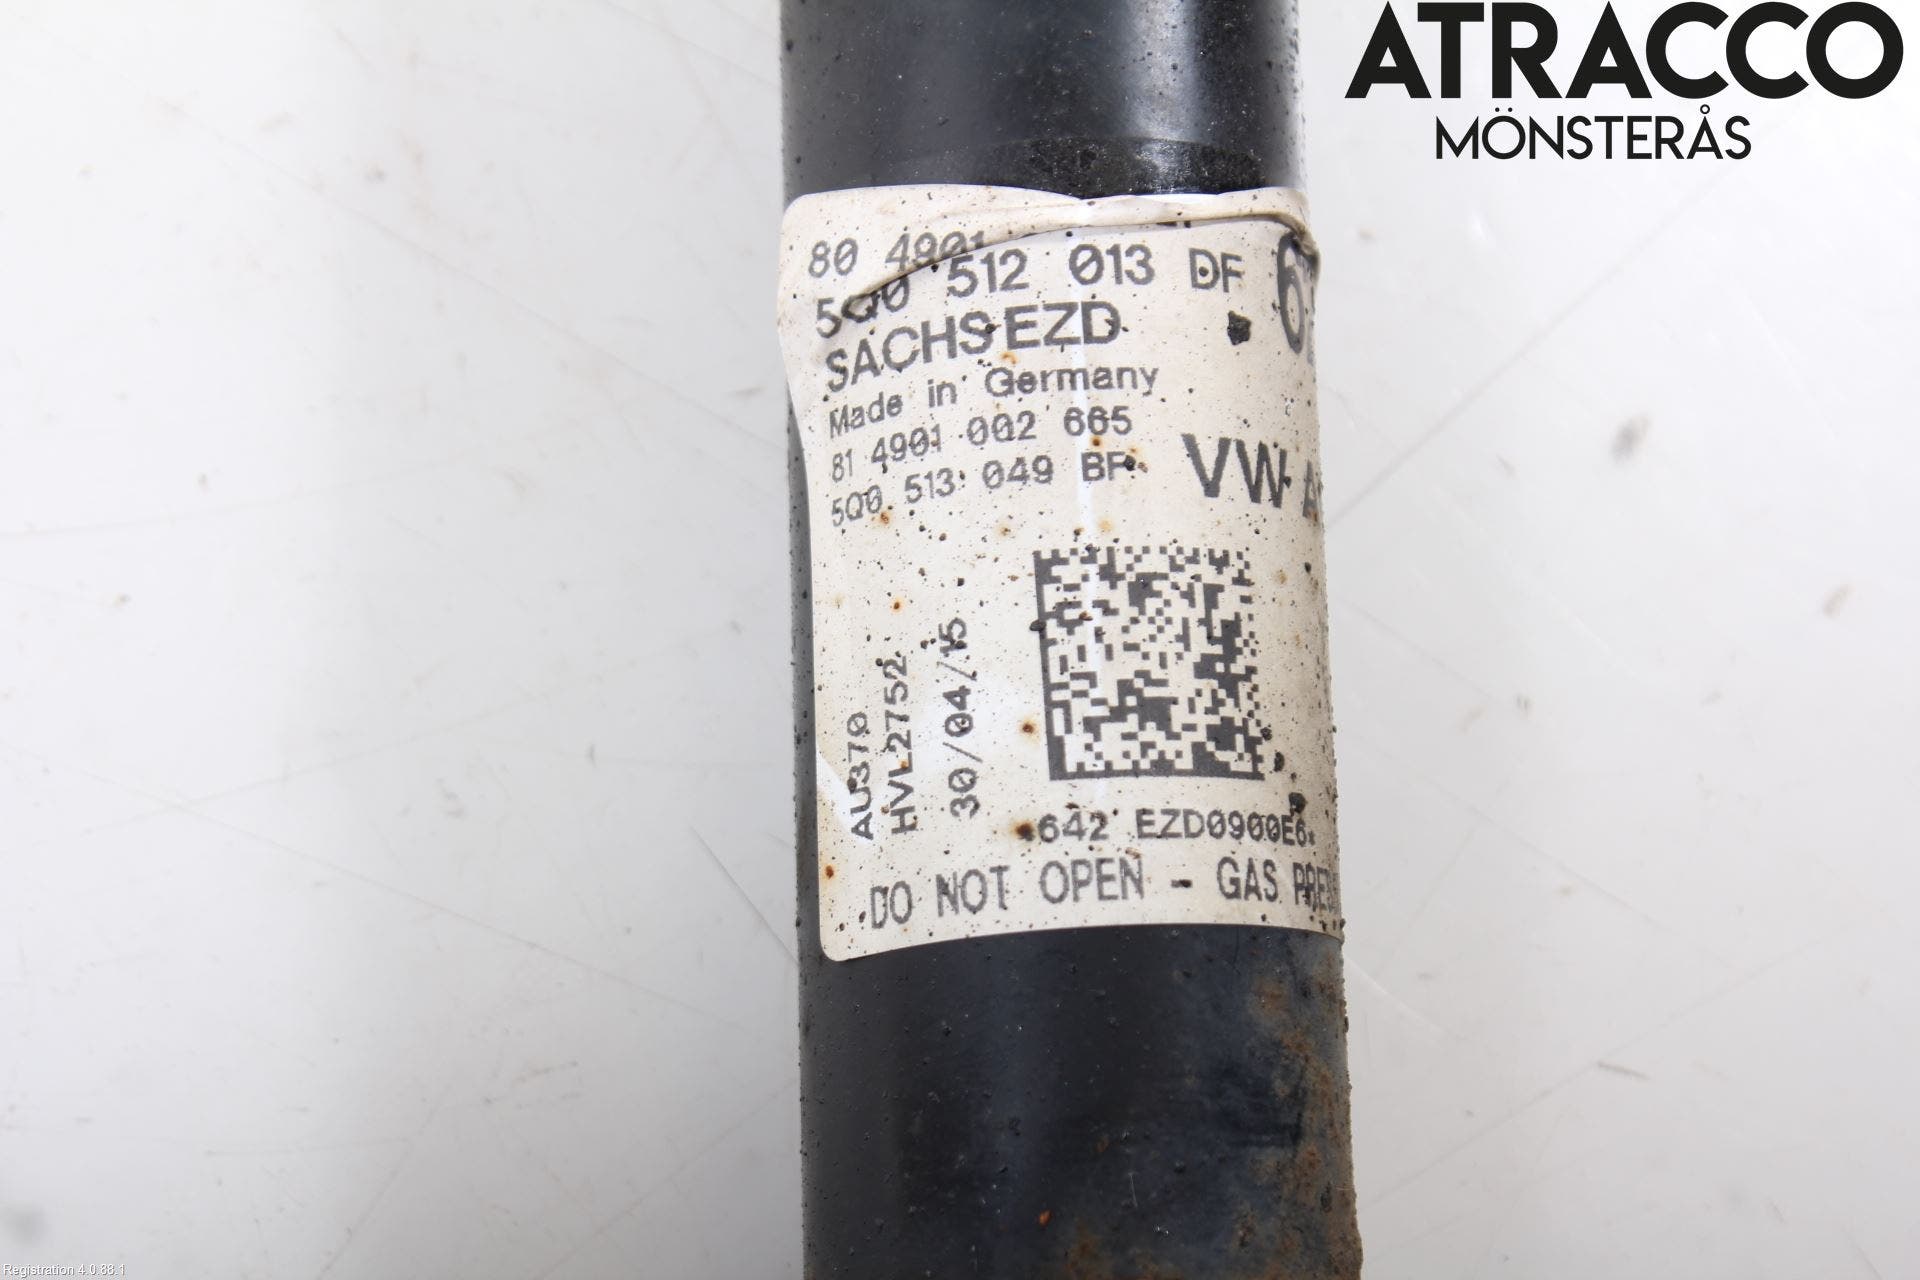 ATRACCO
MÖNSTERÅS
80 4901
5Q0 512 013 DF
SACHS EZD
Made in Germany
81 4901 002 665
5Q0 513 049 BF
VW A
AU370
HVL2752
30/04/15
642 EZD0900E6
DO NOT OPEN - GAS PRES
Registration 4.0.88.1